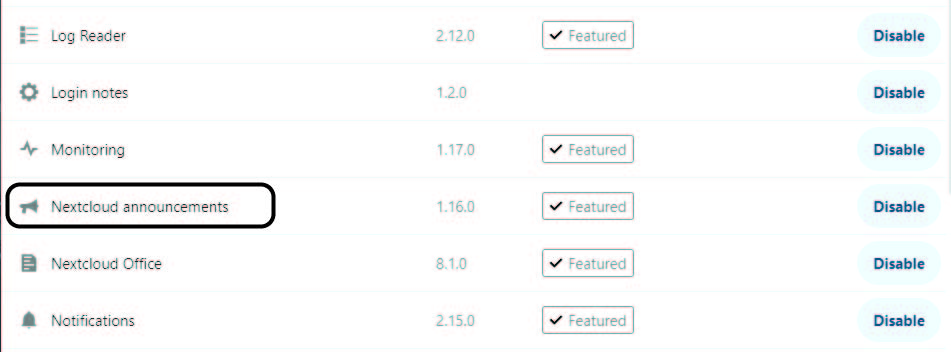 Log Reader 2.12.0 Featured Disable
Login notes 1.2.0 Disable
Monitoring 1.17.0 Featured Disable
Nextcloud announcements 1.16.0 Featured Disable
Nextcloud Office 8.1.0 Featured Disable
Notifications 2.15.0 Featured Disable